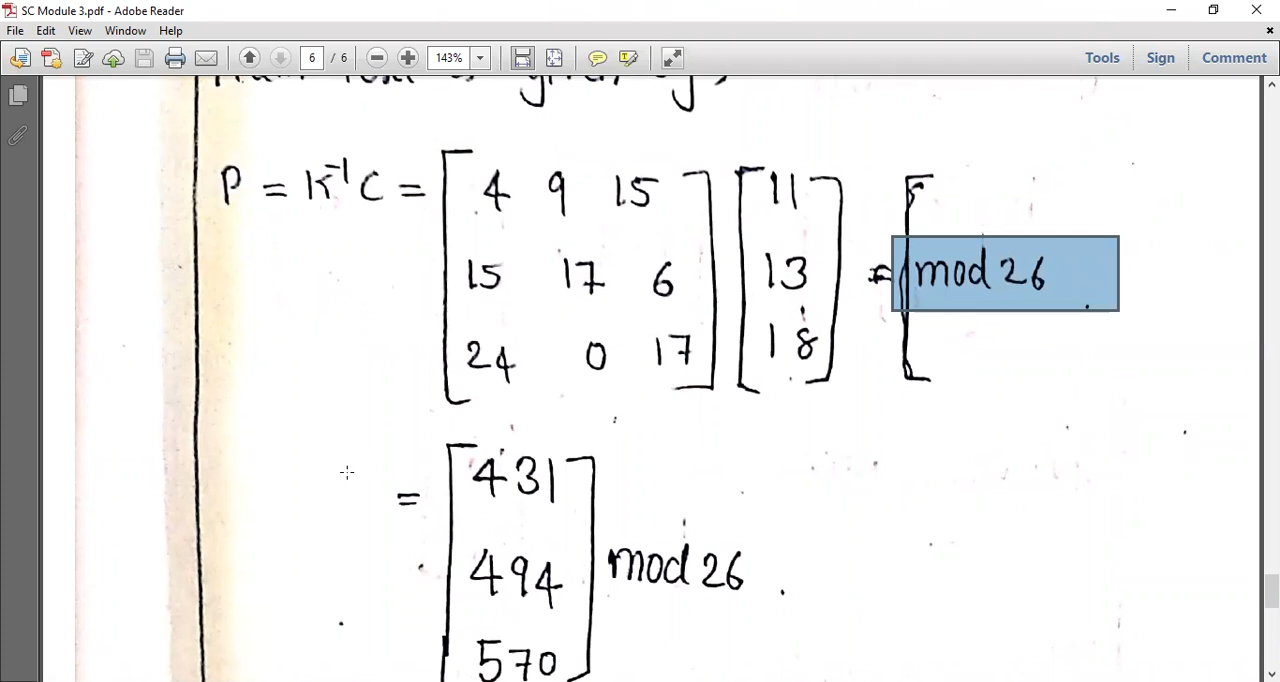 SC Module 3.pdf - Adobe Reader
File Edit View Window Help
6 / 6 143% Tools Sign Comment
P = K⁻¹C = [ 4 9 15 ] [ 11 ] [
15 17 6 13 = mod 26
24 0 17 18
= [ 431 ]
494 mod 26
570